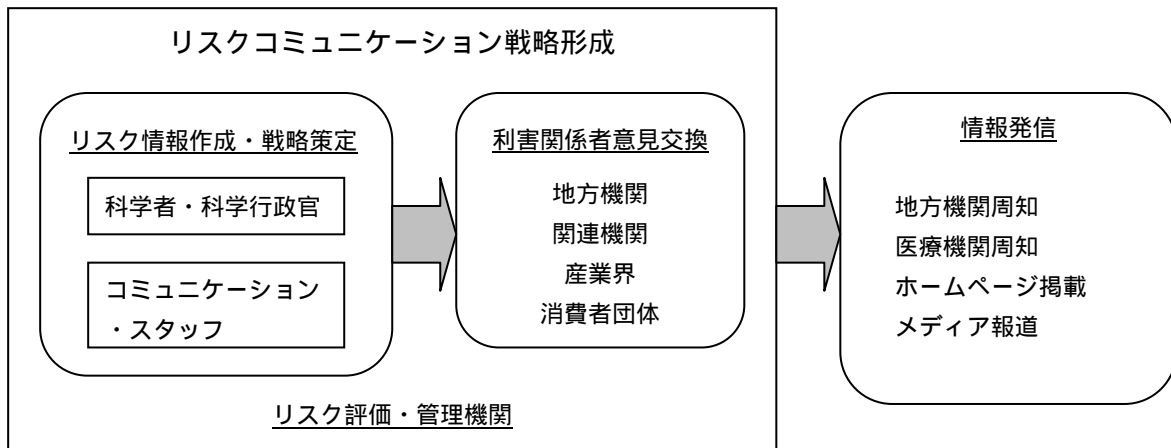 リスクコミュニケーション戦略形成
リスク情報作成・戦略策定
科学者・科学行政官
コミュニケーション
・スタッフ
利害関係者意見交換
地方機関
関連機関
産業界
消費者団体
リスク評価・管理機関
情報発信
地方機関周知
医療機関周知
ホームページ掲載
メディア報道